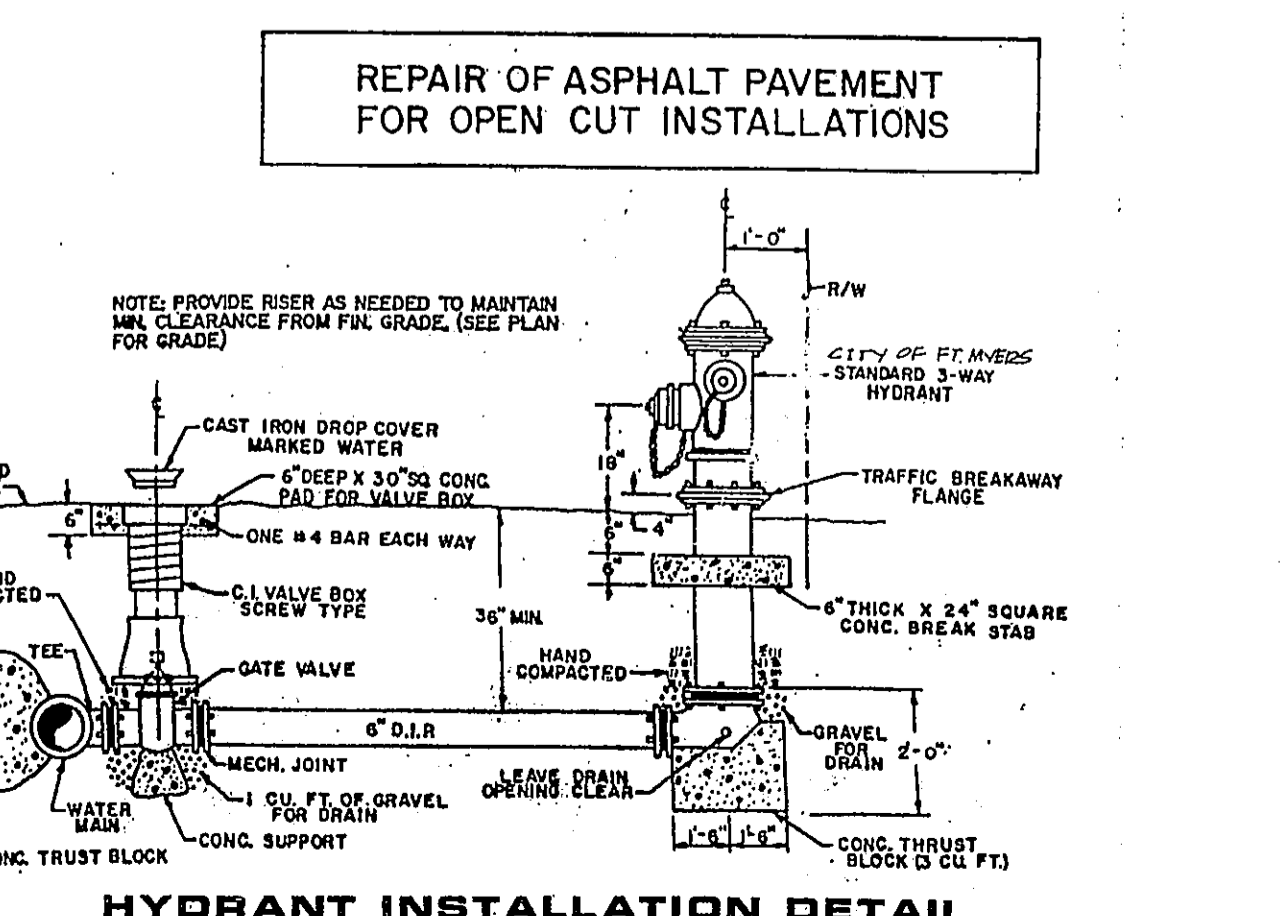 REPAIR OF ASPHALT PAVEMENT
FOR OPEN CUT INSTALLATIONS
1'-0"
R/W
NOTE: PROVIDE RISER AS NEEDED TO MAINTAIN
MIN. CLEARANCE FROM FIN. GRADE. (SEE PLAN
FOR GRADE)
CITY OF FT. MYERS
STANDARD 3-WAY
HYDRANT
CAST IRON DROP COVER
MARKED WATER
6" DEEP X 30" SQ. CONC.
PAD FOR VALVE BOX
18"
TRAFFIC BREAKAWAY
FLANGE
6"
6"
4"
ONE #4 BAR EACH WAY
6"
C.I. VALVE BOX
SCREW TYPE
36" MIN.
6" THICK X 24" SQUARE
CONC. BREAK STAB
TEE
GATE VALVE
HAND
COMPACTED
6" D.I.P.
GRAVEL
FOR
DRAIN
2'-0"
MECH. JOINT
LEAVE DRAIN
OPENING CLEAR
1 CU. FT. OF GRAVEL
FOR DRAIN
WATER
MAIN
CONC. SUPPORT
1'-6" 1'-6"
CONC. THRUST
BLOCK (3 CU. FT.)
TRUST BLOCK
HYDRANT INSTALLATION DETAIL